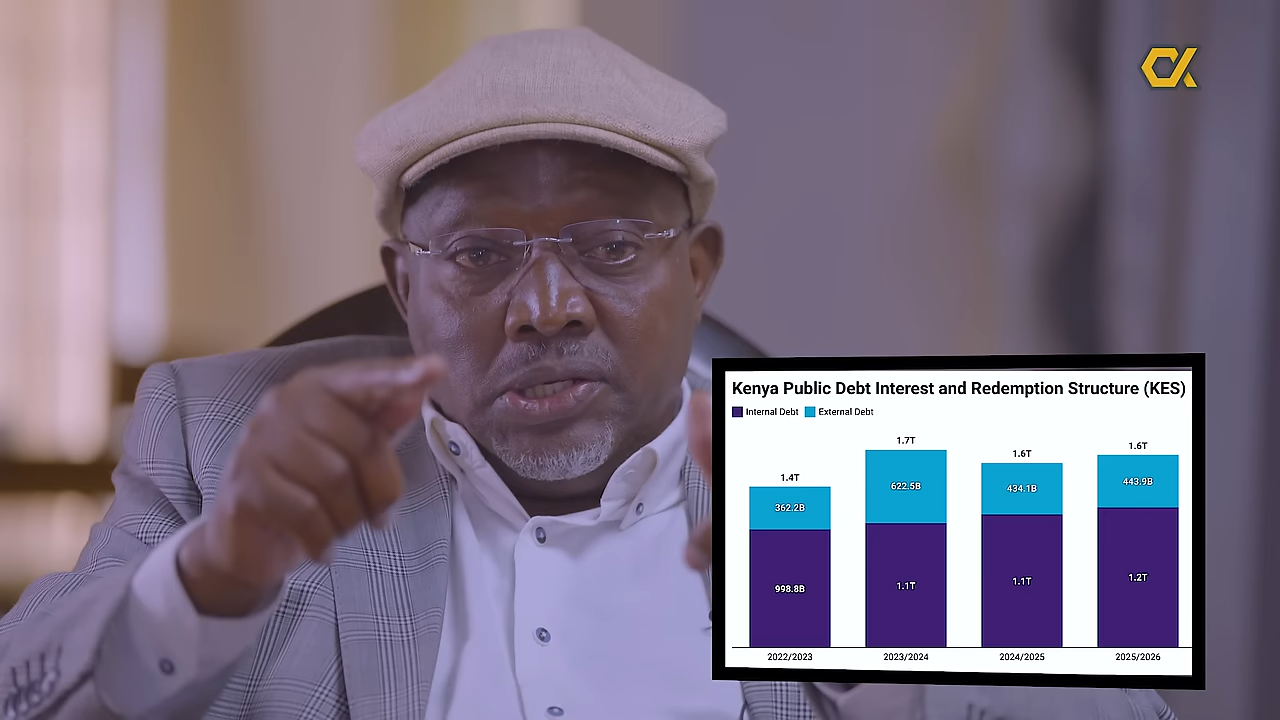 Kenya Public Debt Interest and Redemption Structure (KES)
Internal Debt External Debt
1.4T 1.7T 1.6T 1.6T
362.2B 622.5B 434.1B 443.9B
998.8B 1.1T 1.1T 1.2T
2022/2023 2023/2024 2024/2025 2025/2026